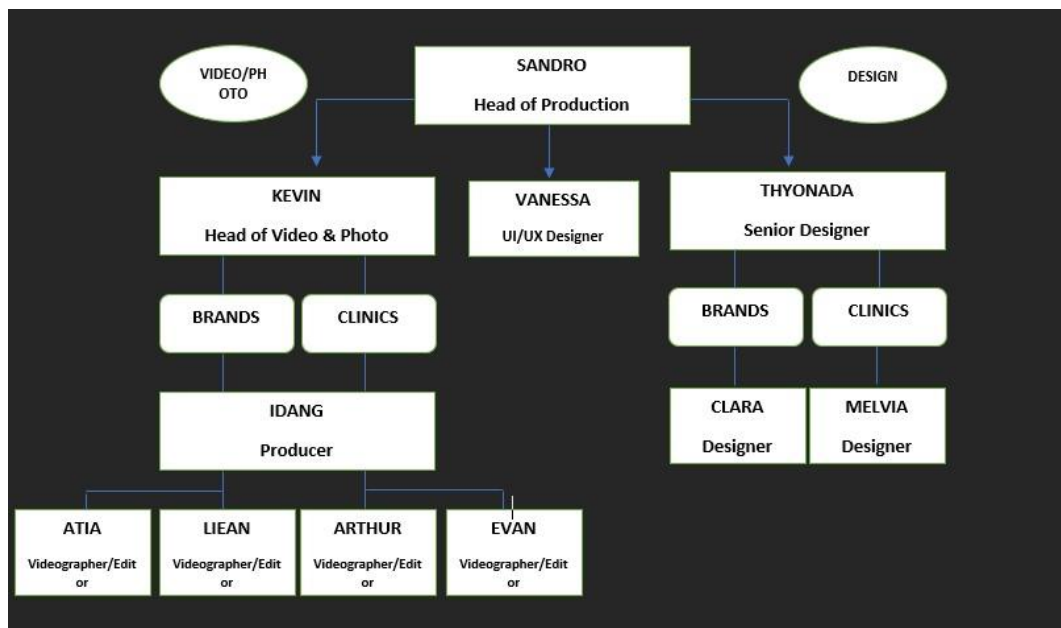 VIDEO/PH
OTO
SANDRO
Head of Production
DESIGN
KEVIN
Head of Video & Photo
VANESSA
UI/UX Designer
THYONADA
Senior Designer
BRANDS
CLINICS
BRANDS
CLINICS
IDANG
Producer
CLARA
Designer
MELVIA
Designer
ATIA
Videographer/Edit
or
LIEAN
Videographer/Edit
or
ARTHUR
Videographer/Edit
or
EVAN
Videographer/Edit
or